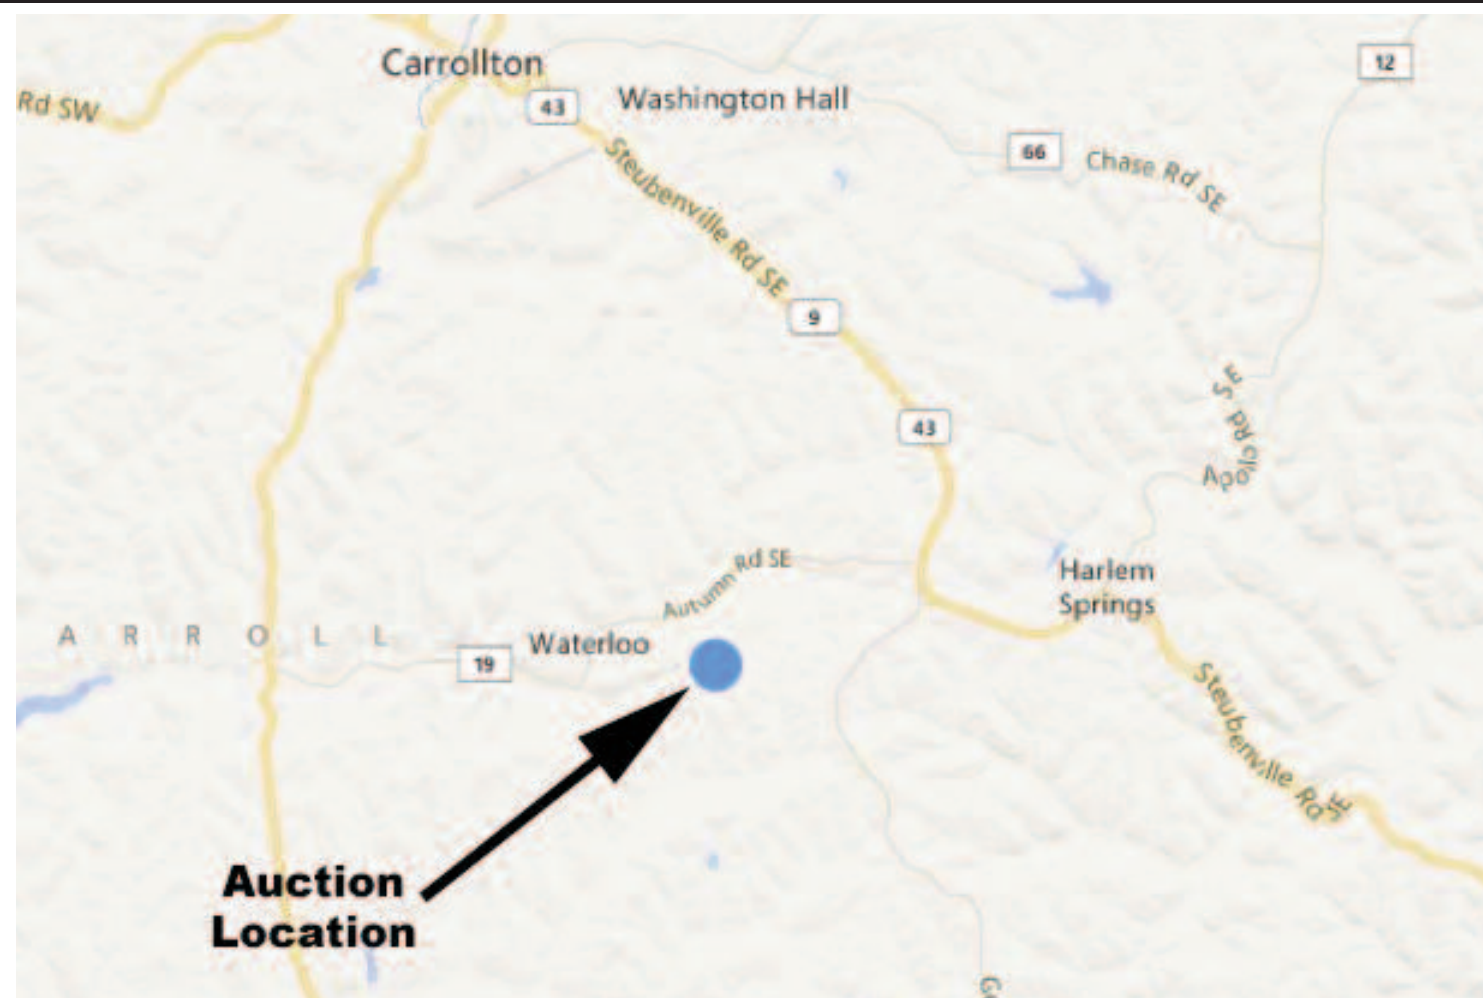 Carrollton
12
Rd SW
43
Washington Hall
66
Chase Rd SE
Steubenville Rd SE
9
43
Apollo Rd SE
Autumn Rd SE
Harlem
Springs
A R R O L L
Waterloo
19
Steubenville Rd SE
Auction
Location